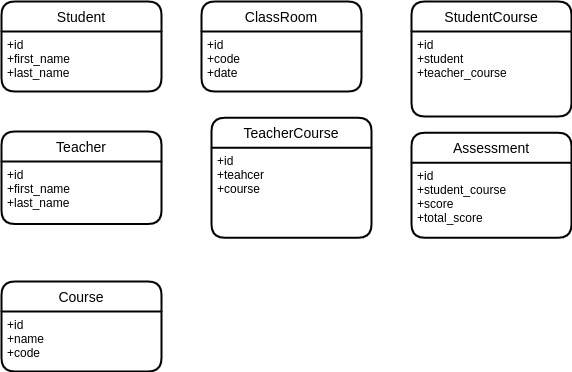 Student
+id
+first_name
+last_name
ClassRoom
+id
+code
+date
StudentCourse
+id
+student
+teacher_course
Teacher
+id
+first_name
+last_name
TeacherCourse
+id
+teahcer
+course
Assessment
+id
+student_course
+score
+total_score
Course
+id
+name
+code